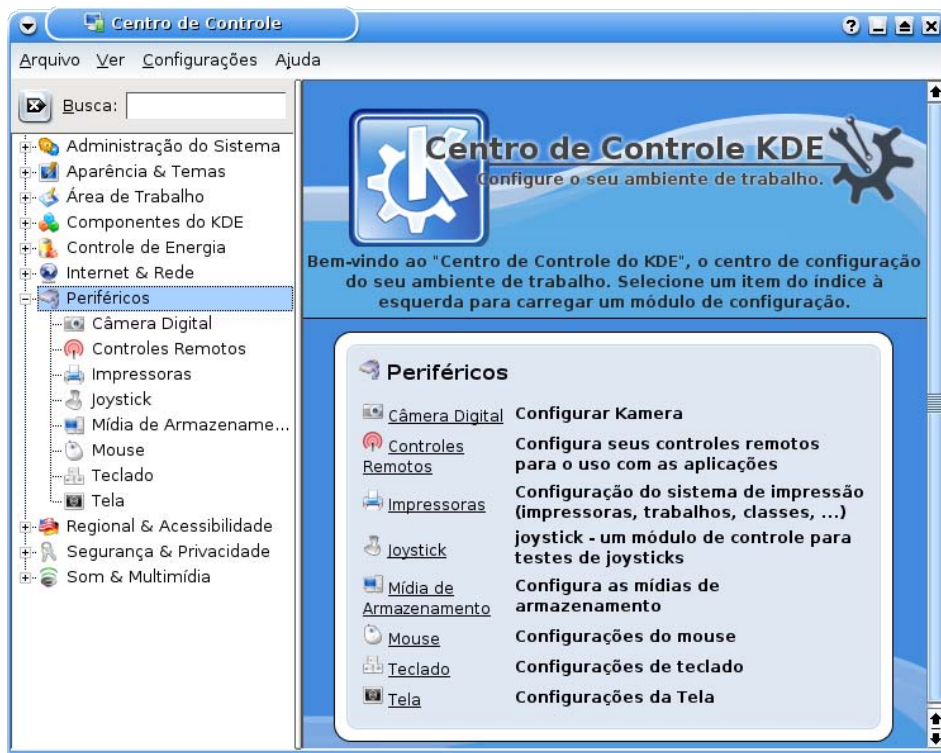 Centro de Controle
Arquivo Ver Configurações Ajuda
Busca:
Administração do Sistema
Aparência & Temas
Área de Trabalho
Componentes do KDE
Controle de Energia
Internet & Rede
Periféricos
Câmera Digital
Controles Remotos
Impressoras
Joystick
Mídia de Armazename...
Mouse
Teclado
Tela
Regional & Acessibilidade
Segurança & Privacidade
Som & Multimídia
Centro de Controle KDE
Configure o seu ambiente de trabalho.
Bem-vindo ao "Centro de Controle do KDE", o centro de configuração
do seu ambiente de trabalho. Selecione um item do índice à
esquerda para carregar um módulo de configuração.
Periféricos
Câmera Digital Configurar Kamera
Controles Configura seus controles remotos
Remotos para o uso com as aplicações
Impressoras Configuração do sistema de impressão
(impressoras, trabalhos, classes, ...)
Joystick joystick - um módulo de controle para
testes de joysticks
Mídia de Configura as mídias de
Armazenamento armazenamento
Mouse Configurações do mouse
Teclado Configurações de teclado
Tela Configurações da Tela